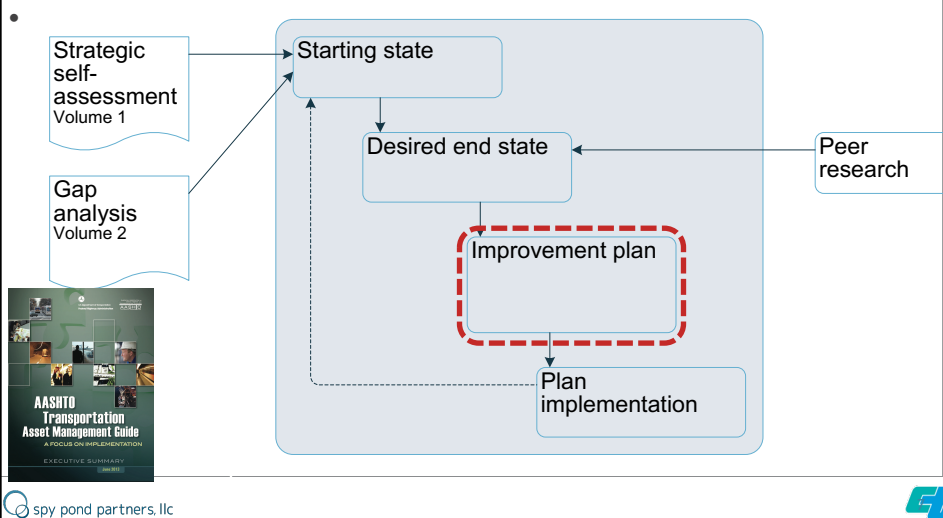 Strategic
self-
assessment
Volume 1
Starting state
Desired end state
Peer
research
Gap
analysis
Volume 2
Improvement plan
Plan
implementation
AASHTO
Transportation
Asset Management Guide
A FOCUS ON IMPLEMENTATION
EXECUTIVE SUMMARY
spy pond partners, llc